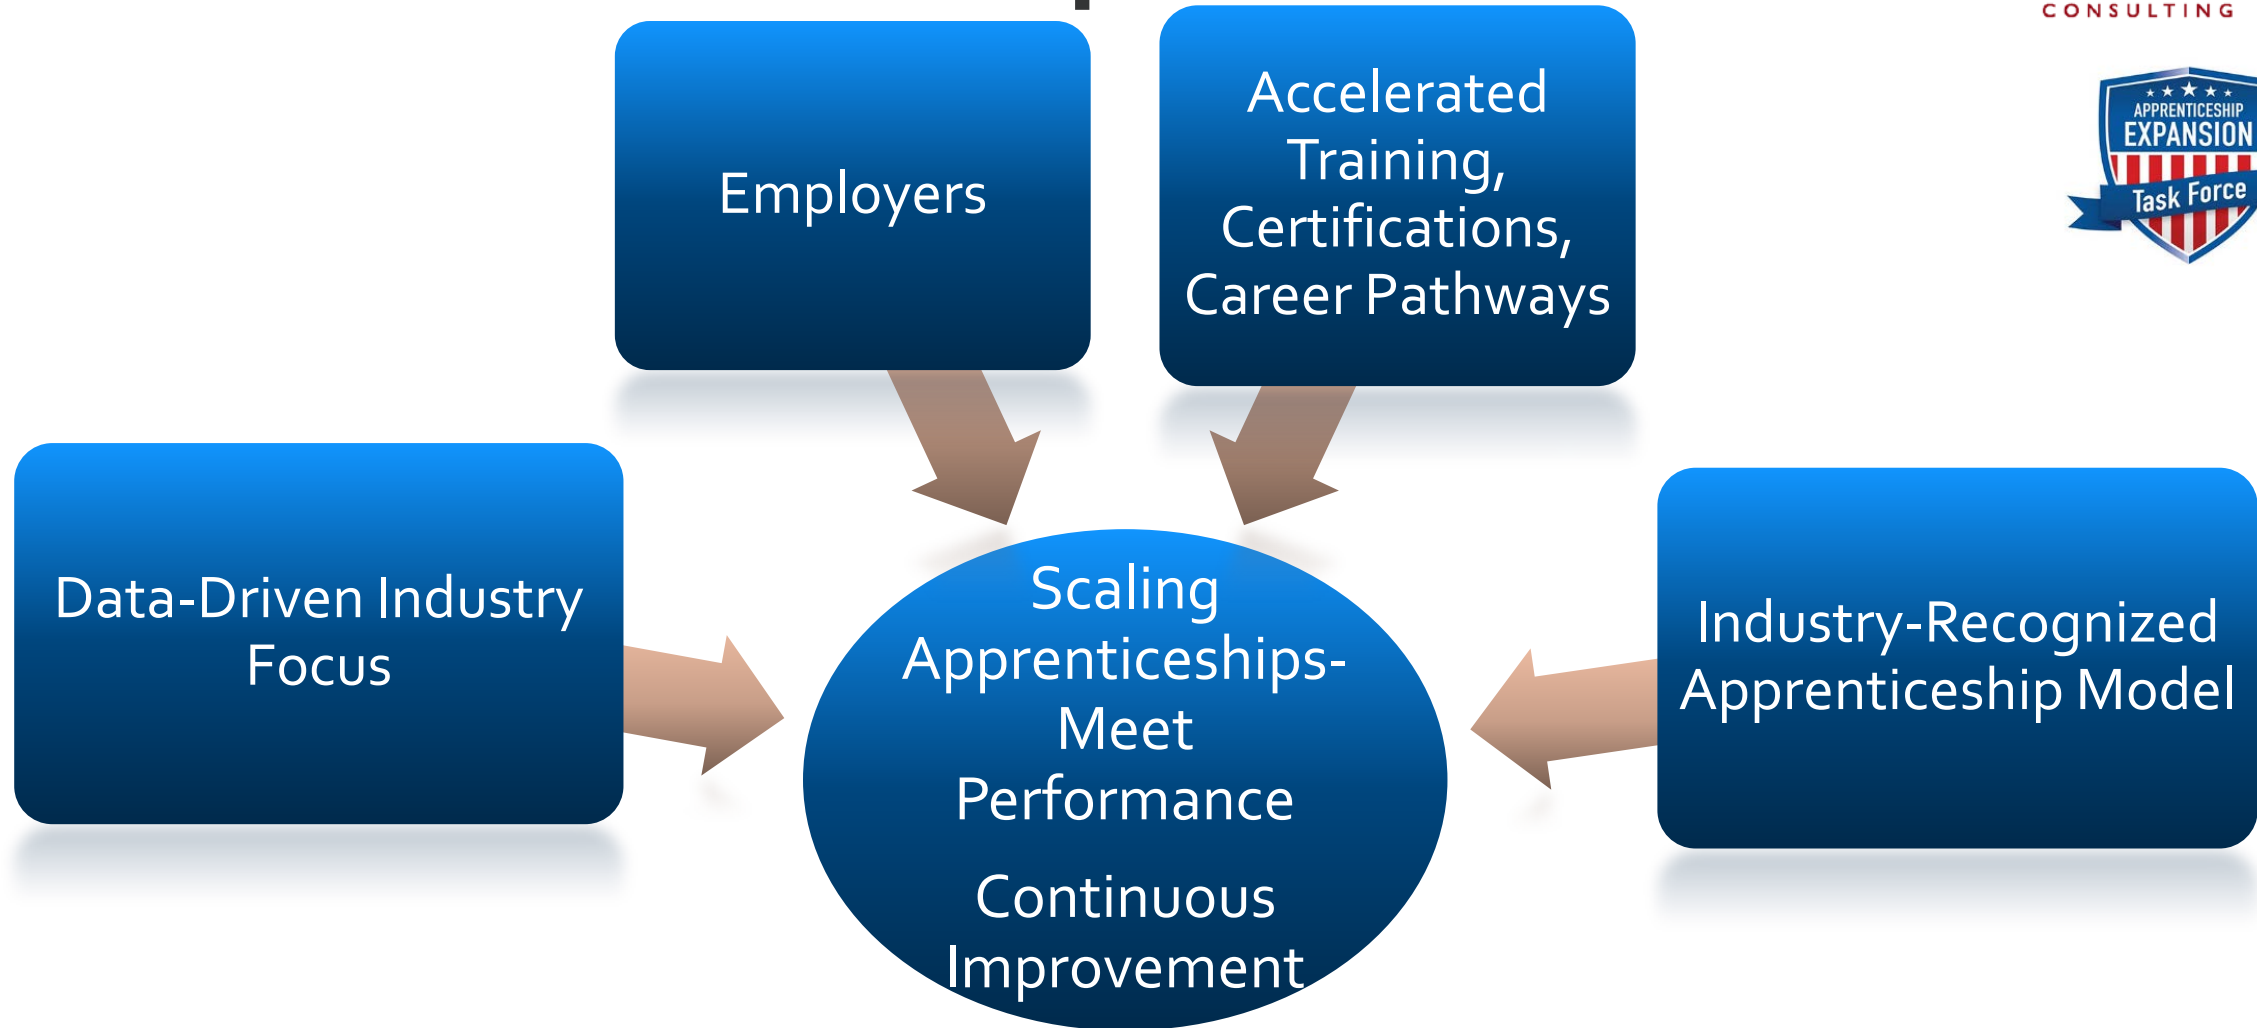 CONSULTING
★★★★★
APPRENTICESHIP
EXPANSION
Task Force
Employers
Accelerated
Training,
Certifications,
Career Pathways
Data-Driven Industry
Focus
Scaling
Apprenticeships-
Meet
Performance
Continuous
Improvement
Industry-Recognized
Apprenticeship Model